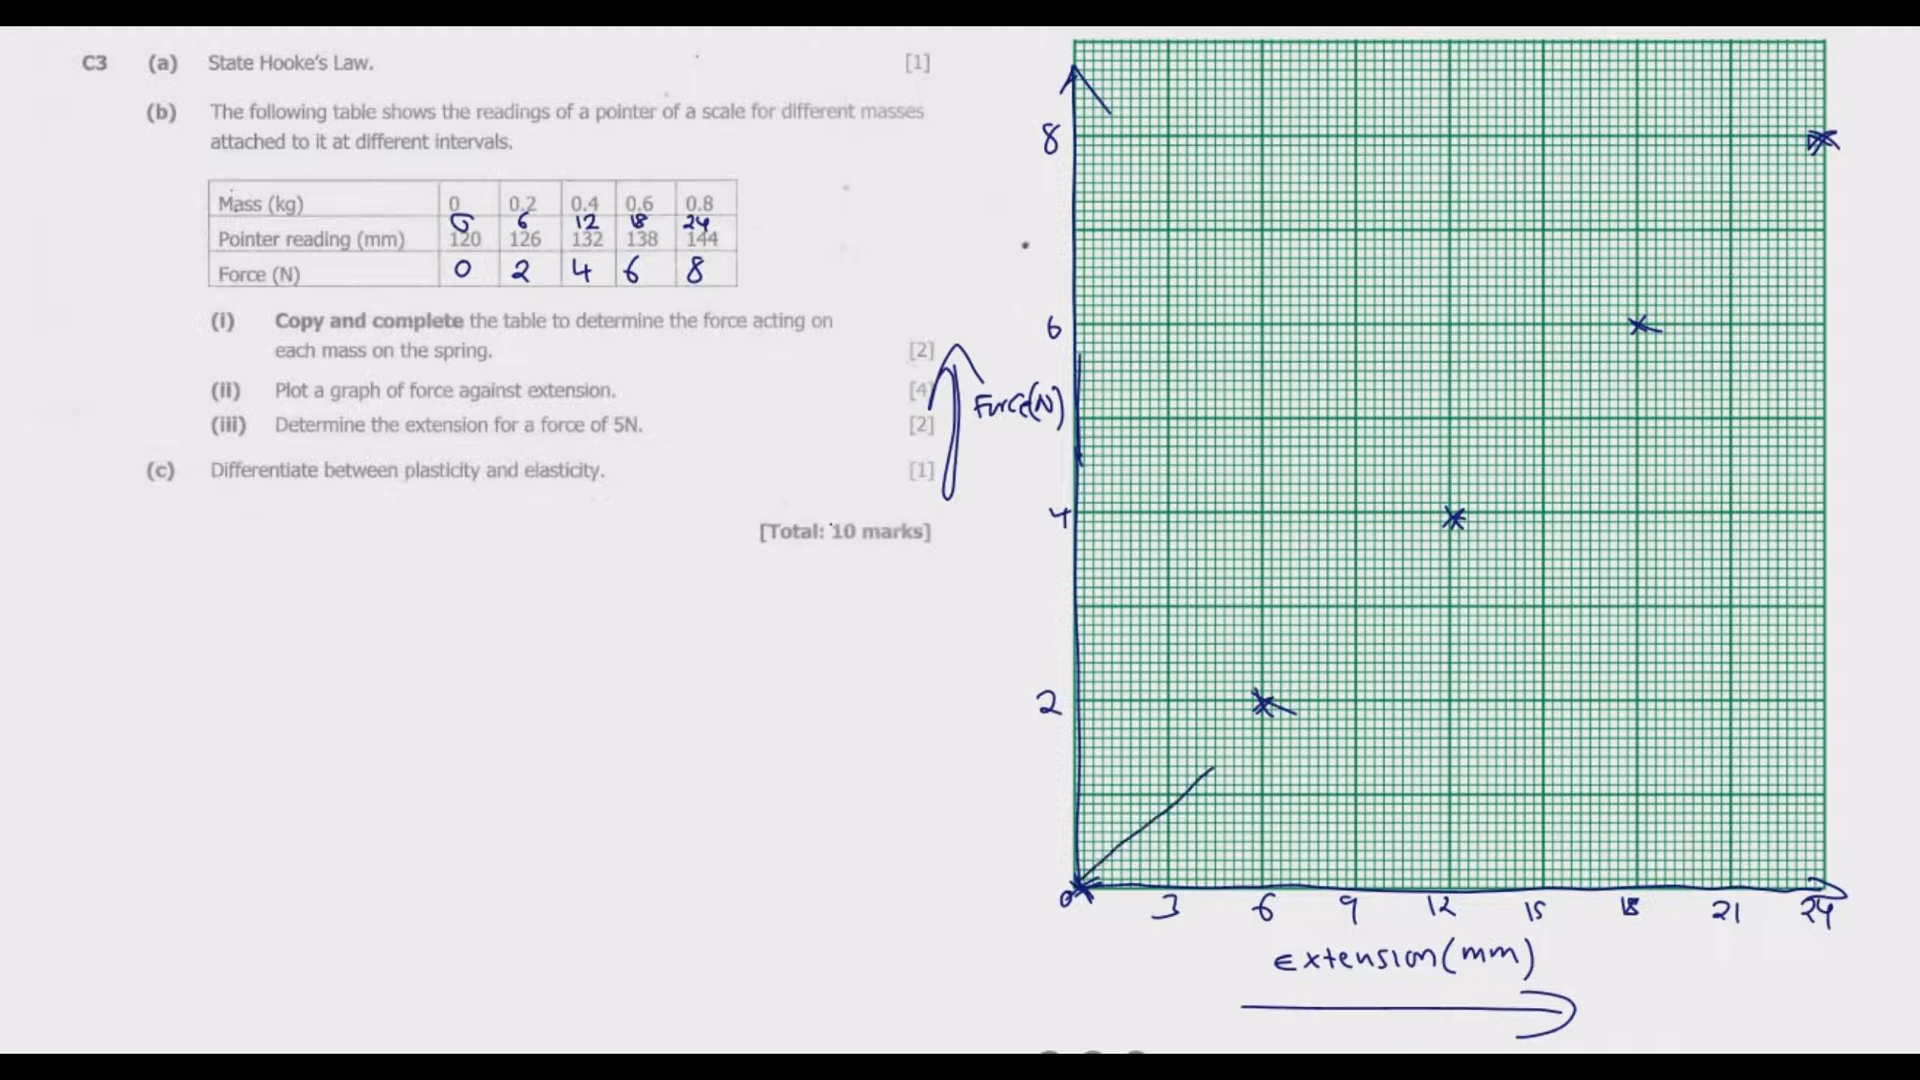 C3 (a) State Hooke's Law. [1]
(b) The following table shows the readings of a pointer of a scale for different masses
attached to it at different intervals.
Mass (kg) 0 0.2 0.4 0.6 0.8
0 6 12 18 24
Pointer reading (mm) 120 126 132 138 144
Force (N) 0 2 4 6 8
(i) Copy and complete the table to determine the force acting on
each mass on the spring. [2]
(ii) Plot a graph of force against extension. [4]
(iii) Determine the extension for a force of 5N. [2]
(c) Differentiate between plasticity and elasticity. [1]
[Total: 10 marks]
8
6
Force(N)
4
2
0 3 6 9 12 15 18 21 24
extension(mm)